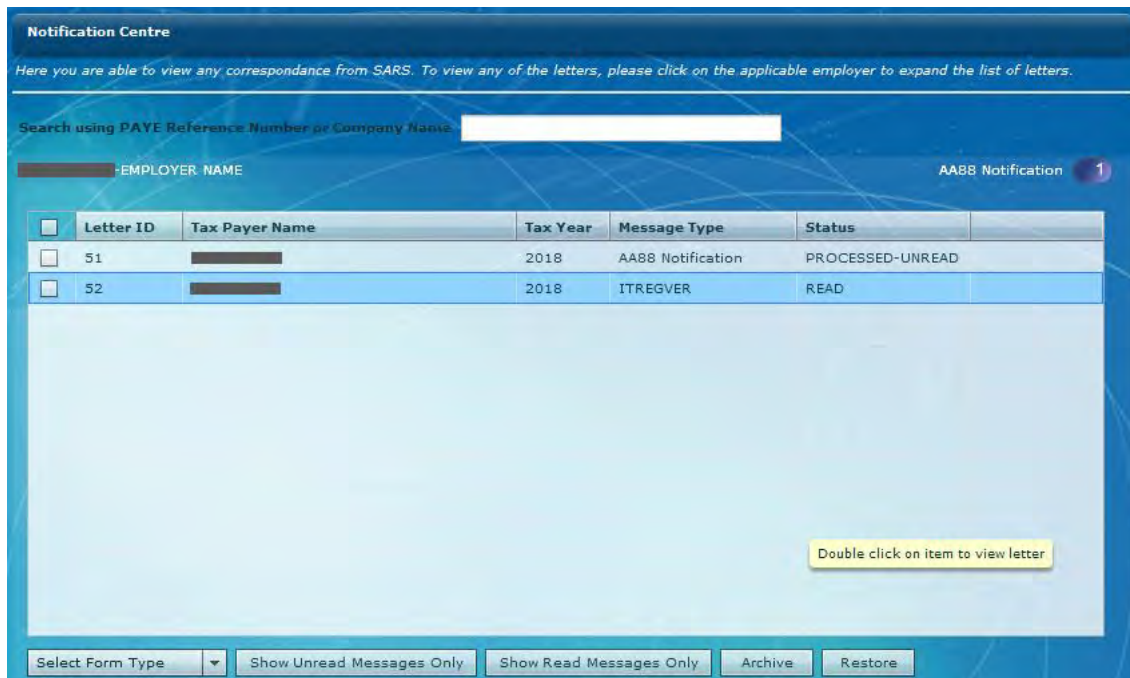 Notification Centre
Here you are able to view any correspondance from SARS. To view any of the letters, please click on the applicable employer to expand the list of letters.
Search using PAYE Reference Number or Company Name
-EMPLOYER NAME AA88 Notification 1
Letter ID Tax Payer Name Tax Year Message Type Status
51 2018 AA88 Notification PROCESSED-UNREAD
52 2018 ITREGVER READ
Double click on item to view letter
Select Form Type Show Unread Messages Only Show Read Messages Only Archive Restore